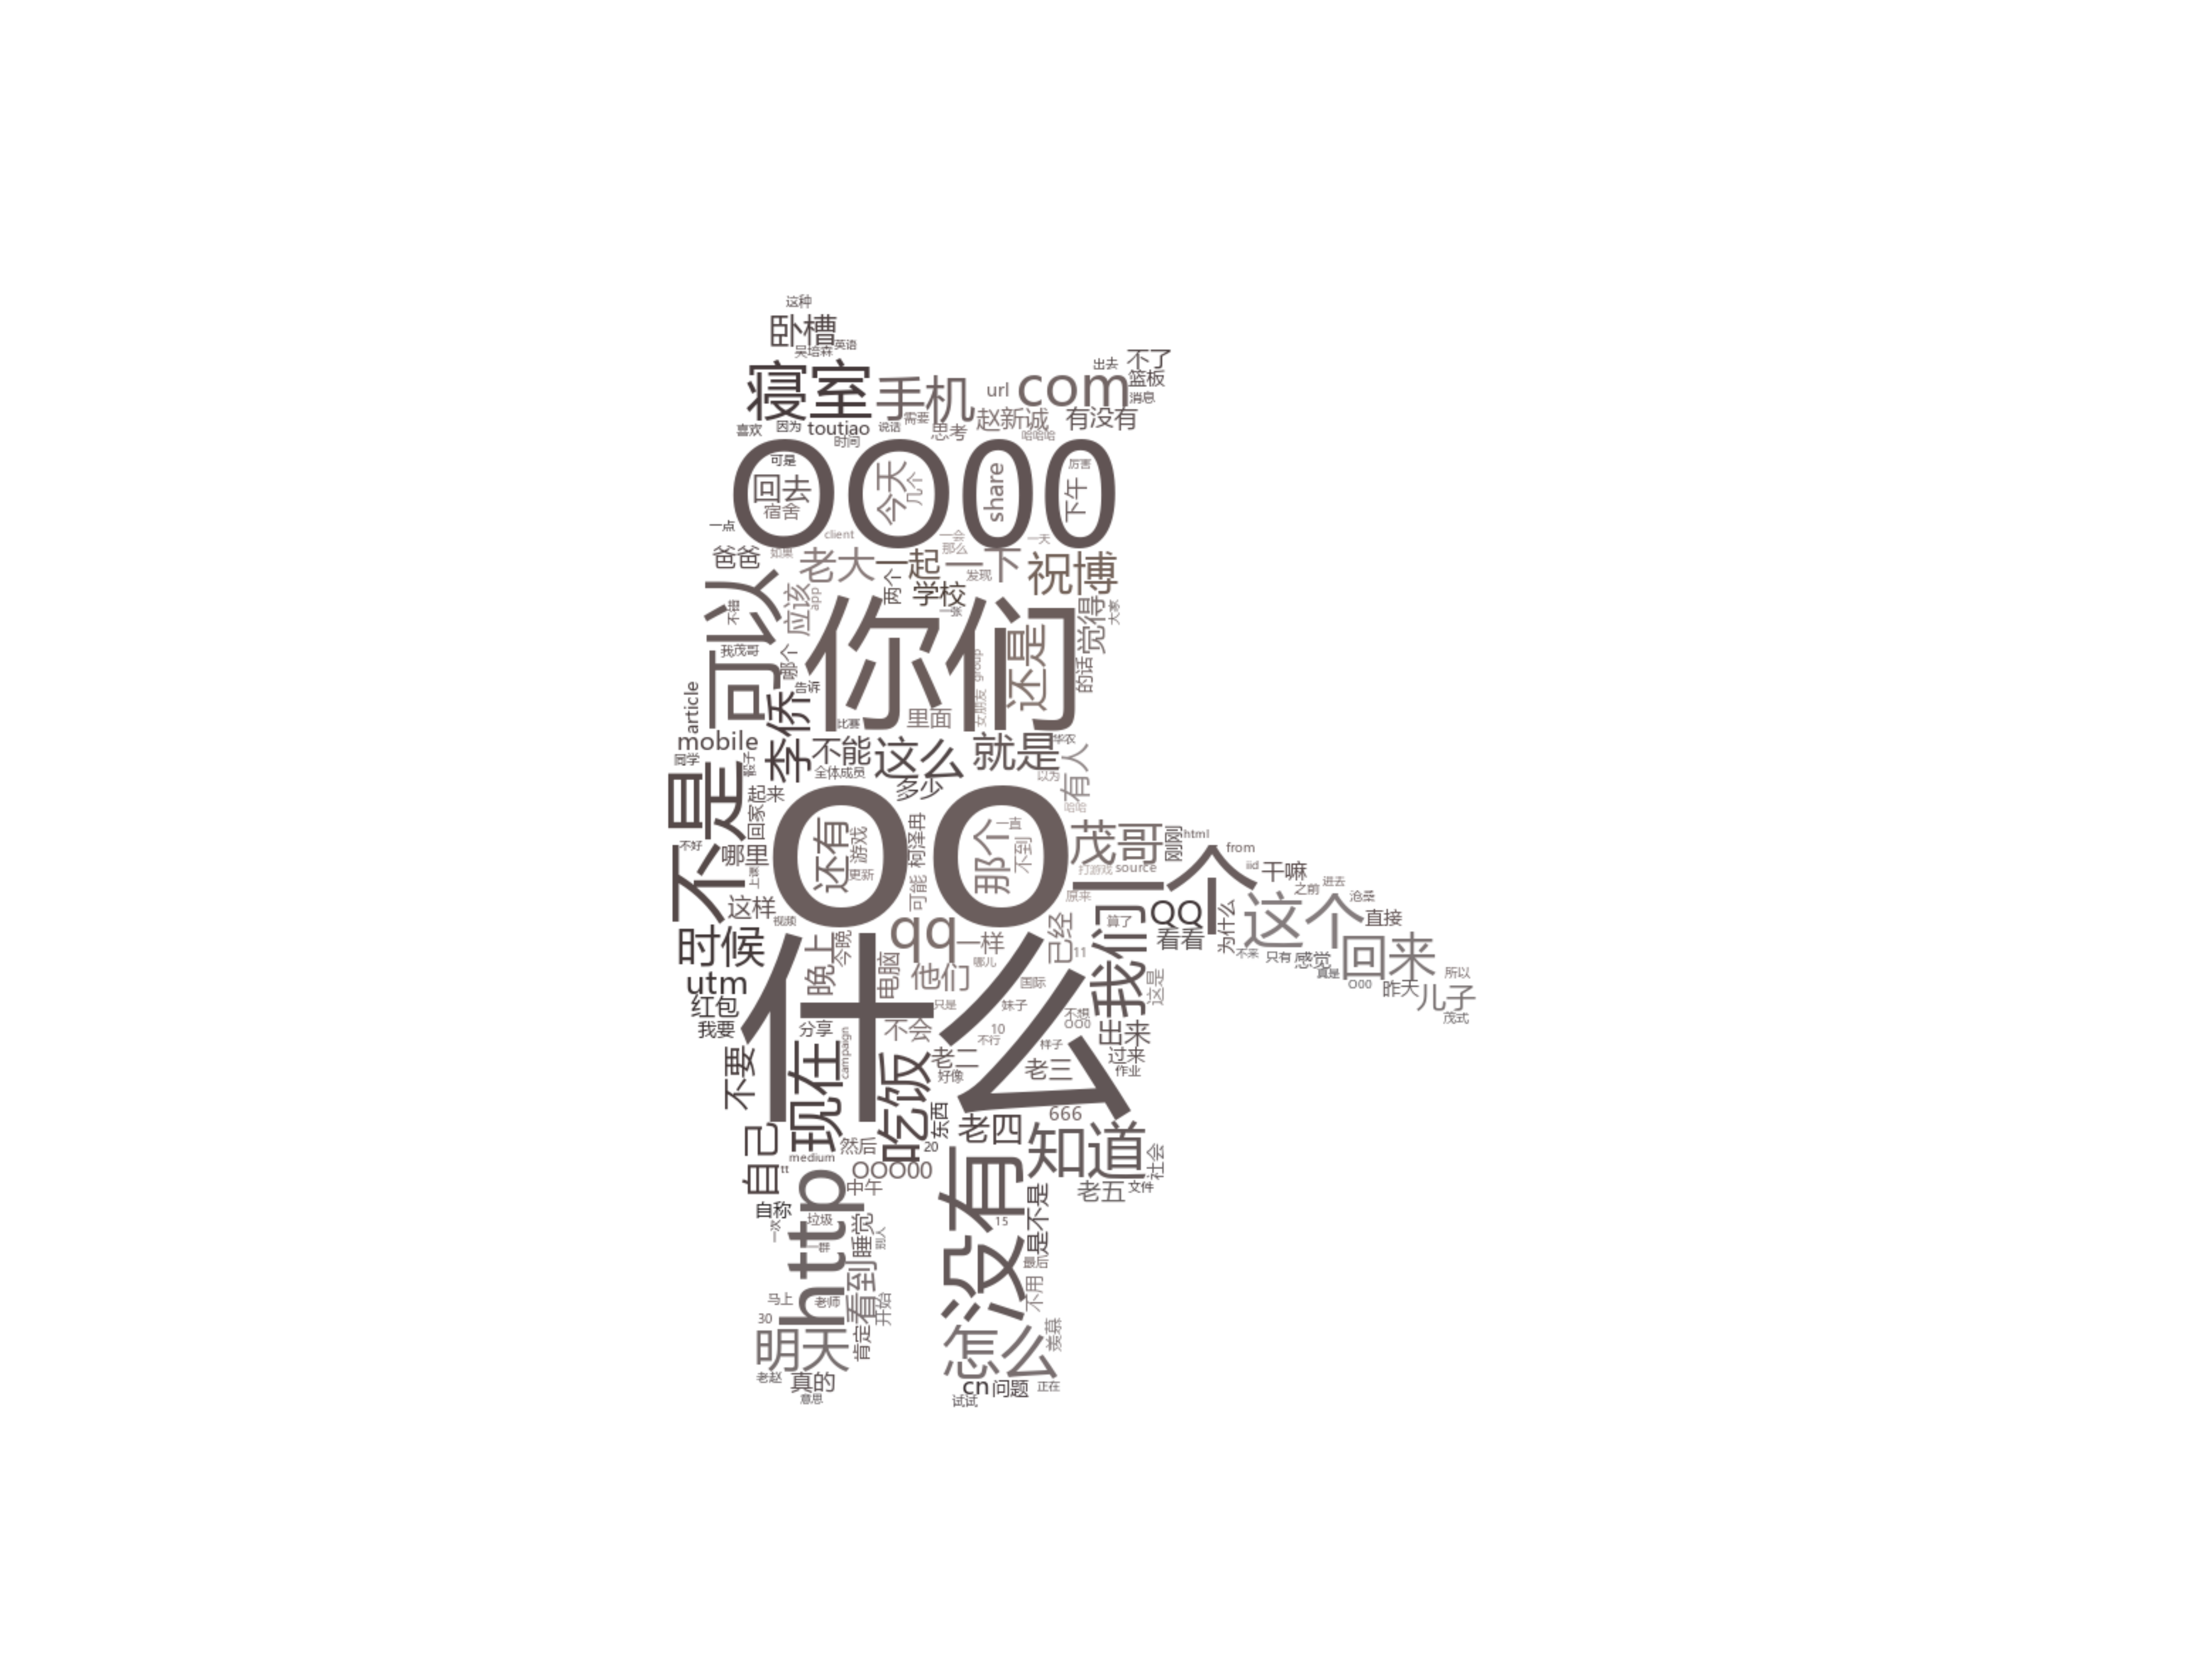 这种
卧槽
吴培森
英语
寝室
手机
url
com
出去
不了
篮板
消息
需要
赵新诚
有没有
喜欢
因为
toutiao
说话
思考
哈哈哈
时间
OO00
可是
回去
宿舍
今天
几个
share
厉害
下午
一点
client
一会
那么
一天
爸爸
如果
老大
一起
一下
发现
祝博
可以
不错
应该
app
两个
学校
一张
觉得
大家
你们
还是
我茂哥
哪个
group
的话
告诉
article
李侨
比赛
里面
女朋友
mobile
同学
骰子
不能
这么
就是
华农
有人
全体成员
多少
以为
哈哈
不是
起来
回家
OO
还有
游戏
更新
柯泽冉
那个
一直
不到
茂哥
刚刚
html
不好
哪里
上课
可能
打游戏
source
一个
from
iid
干嘛
这样
视频
原来
之前
进去
沧桑
时候
晚上
今晚
qq
一样
已经
我们
算了
QQ
看看
为什么
这个
直接
电脑
他们
哪儿
11
不来
只有
感觉
真是
回来
所以
utm
国际
这是
O00
昨天
儿子
茂式
红包
我要
分享
什么
只是
妹子
不想
OO0
不会
10
不行
出来
campaign
样子
过来
不要
现在
吃饭
老二
好像
老三
作业
东西
老四
666
自己
然后
20
知道
社会
medium
tt
OOO00
没有
老五
文件
http
中午
自称
垃圾
睡觉
别人
15
是不是
一次
一群
最后
看到
不用
马上
老师
开始
30
明天
肯定
怎么
羡慕
老赵
真的
cn
问题
正在
意思
试试